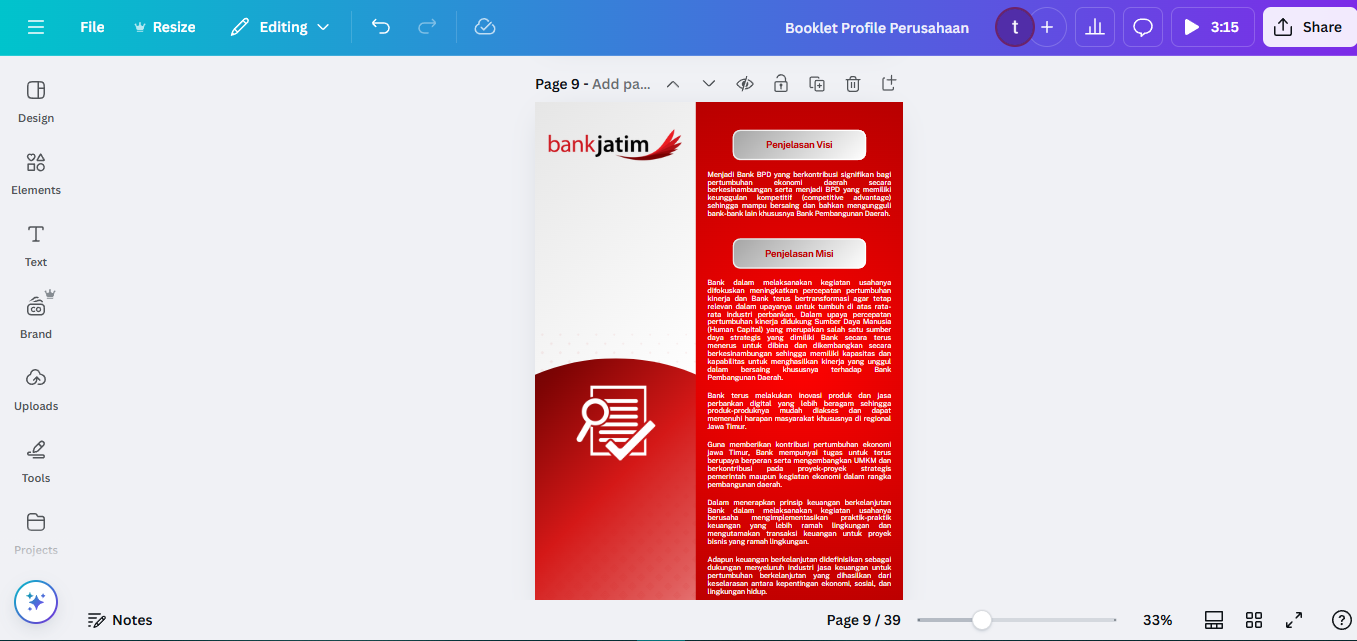 File
Resize
Editing
Booklet Profile Perusahaan
t
+
3:15
Share
Design
Elements
Text
Brand
Uploads
Tools
Projects
Page 9 - Add pa...
bankjatim
Penjelasan Visi
Menjadi Bank BPD yang berkontribusi signifikan bagi
pertumbuhan ekonomi daerah secara
berkesinambungan serta menjadi BPD yang memiliki
keunggulan kompetitif (competitive advantage)
sehingga mampu bersaing dan bahkan mengungguli
bank-bank lain khususnya Bank Pembangunan Daerah.
Penjelasan Misi
Bank dalam melaksanakan kegiatan usahanya
difokuskan meningkatkan percepatan pertumbuhan
kinerja dan Bank terus bertransformasi agar tetap
relevan dalam upayanya untuk tumbuh di atas rata-
rata industri perbankan. Dalam upaya percepatan
pertumbuhan kinerja didukung Sumber Daya Manusia
(Human Capital) yang merupakan salah satu sumber
daya strategis yang dimiliki Bank secara terus
menerus untuk dibina dan dikembangkan secara
berkesinambungan sehingga memiliki kapasitas dan
kapabilitas untuk menghasilkan kinerja yang unggul
dalam bersaing khususnya terhadap Bank
Pembangunan Daerah.
Bank terus melakukan inovasi produk dan jasa
perbankan digital yang lebih beragam sehingga
produk-produknya mudah diakses dan dapat
memenuhi harapan masyarakat khususnya di regional
Jawa Timur.
Guna memberikan kontribusi pertumbuhan ekonomi
jawa Timur, Bank mempunyai tugas untuk terus
berupaya berperan serta mengembangkan UMKM dan
berkontribusi pada proyek-proyek strategis
pemerintah maupun kegiatan ekonomi dalam rangka
pembangunan daerah.
Dalam menerapkan prinsip keuangan berkelanjutan
Bank dalam melaksanakan kegiatan usahanya
berusaha mengimplementasikan praktik-praktik
keuangan yang lebih ramah lingkungan dan
mengutamakan transaksi keuangan untuk proyek
bisnis yang ramah lingkungan.
Adapun keuangan berkelanjutan didefinisikan sebagai
dukungan menyeluruh industri jasa keuangan untuk
pertumbuhan berkelanjutan yang dihasilkan dari
keselarasan antara kepentingan ekonomi, sosial, dan
lingkungan hidup.
Notes
Page 9 / 39
33%
?